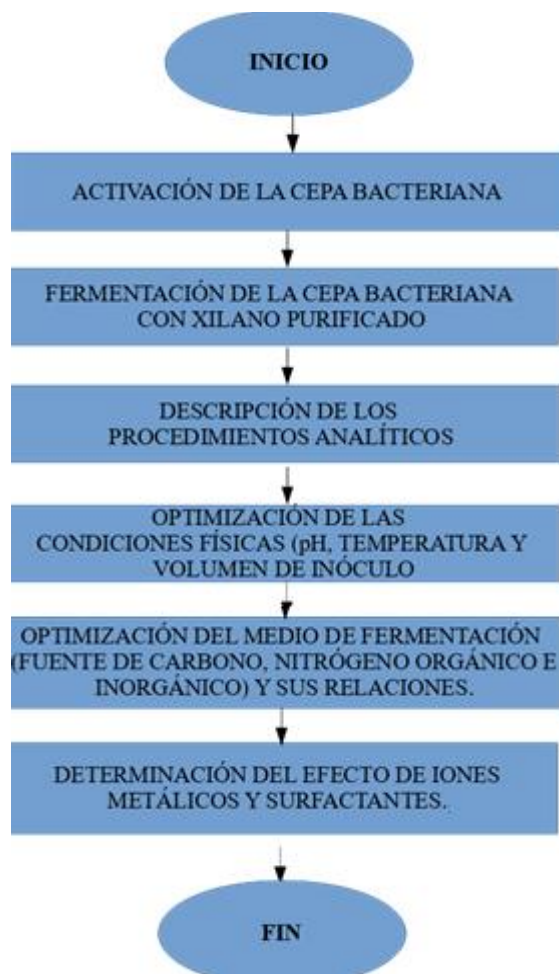 INICIO
ACTIVACIÓN DE LA CEPA BACTERIANA
FERMENTACIÓN DE LA CEPA BACTERIANA
CON XILANO PURIFICADO
DESCRIPCIÓN DE LOS
PROCEDIMIENTOS ANALÍTICOS
OPTIMIZACIÓN DE LAS
CONDICIONES FÍSICAS (pH, TEMPERATURA Y
VOLUMEN DE INÓCULO
OPTIMIZACIÓN DEL MEDIO DE FERMENTACIÓN
(FUENTE DE CARBONO, NITRÓGENO ORGÁNICO E
INORGÁNICO) Y SUS RELACIONES.
DETERMINACIÓN DEL EFECTO DE IONES
METÁLICOS Y SURFACTANTES.
FIN